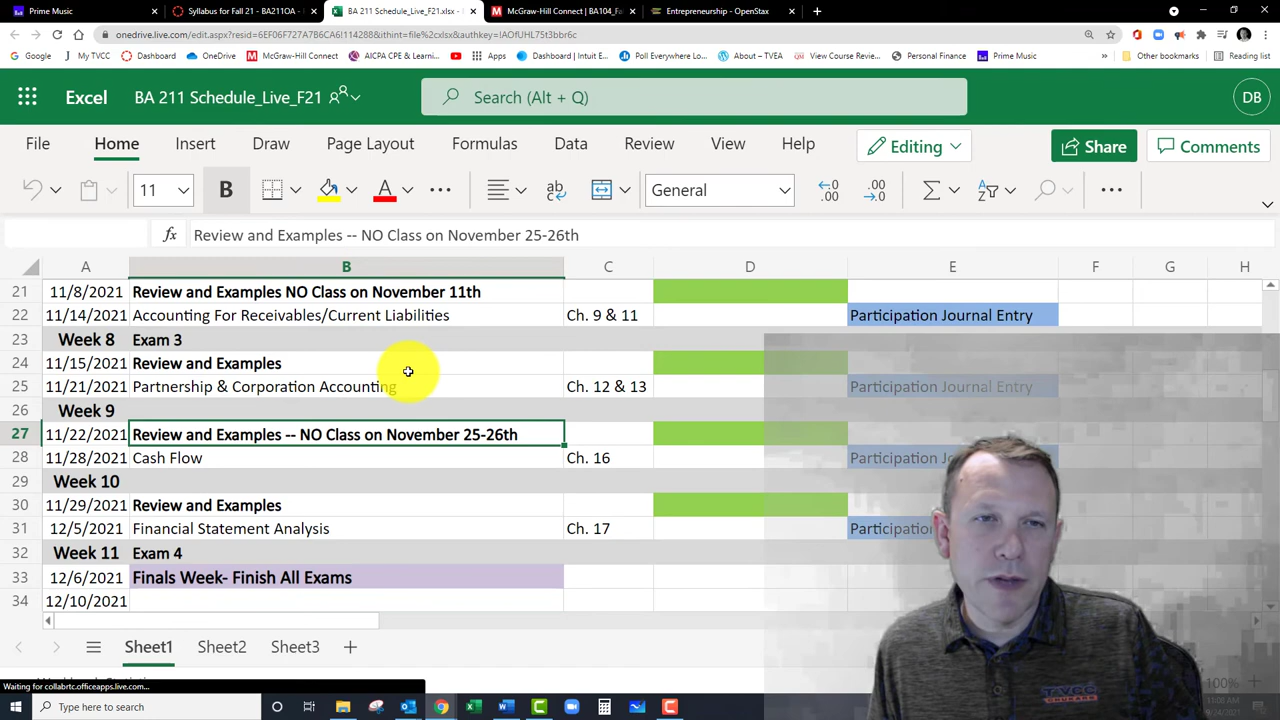 Prime Music
Syllabus for Fall 21 - BA211OA -
BA 211 Schedule_Live_F21.xlsx -
McGraw-Hill Connect | BA104_Fa
Entrepreneurship - OpenStax
onedrive.live.com/edit.aspx?resid=6EF06F727A7B6CA6!1142888&ithint=file%2cxlsx&authkey=!AOfUHL75t3bbr6c
Google
My TVCC
Dashboard
OneDrive
McGraw-Hill Connect
AICPA CPE & Learni...
Apps
Dashboard | Intuit E...
Poll Everywhere Lo...
About – TVEA
View Course Revie...
Personal Finance
Prime Music
Other bookmarks
Reading list
Excel
BA 211 Schedule_Live_F21
Search (Alt + Q)
DB
File
Home
Insert
Draw
Page Layout
Formulas
Data
Review
View
Help
Editing
Share
Comments
11
B
A
ab
General
fx
Review and Examples -- NO Class on November 25-26th
A B C D E F G H
21 11/8/2021 Review and Examples NO Class on November 11th
22 11/14/2021 Accounting For Receivables/Current Liabilities Ch. 9 & 11 Participation Journal Entry
23 Week 8 Exam 3
24 11/15/2021 Review and Examples
25 11/21/2021 Partnership & Corporation Accounting Ch. 12 & 13 Participation Journal Entry
26 Week 9
27 11/22/2021 Review and Examples -- NO Class on November 25-26th
28 11/28/2021 Cash Flow Ch. 16 Participation Jo
29 Week 10
30 11/29/2021 Review and Examples
31 12/5/2021 Financial Statement Analysis Ch. 17 Participation
32 Week 11 Exam 4
33 12/6/2021 Finals Week- Finish All Exams
34 12/10/2021
Sheet1
Sheet2
Sheet3
100%
Waiting for collabrtc.officeapps.live.com...
Type here to search
TVCC